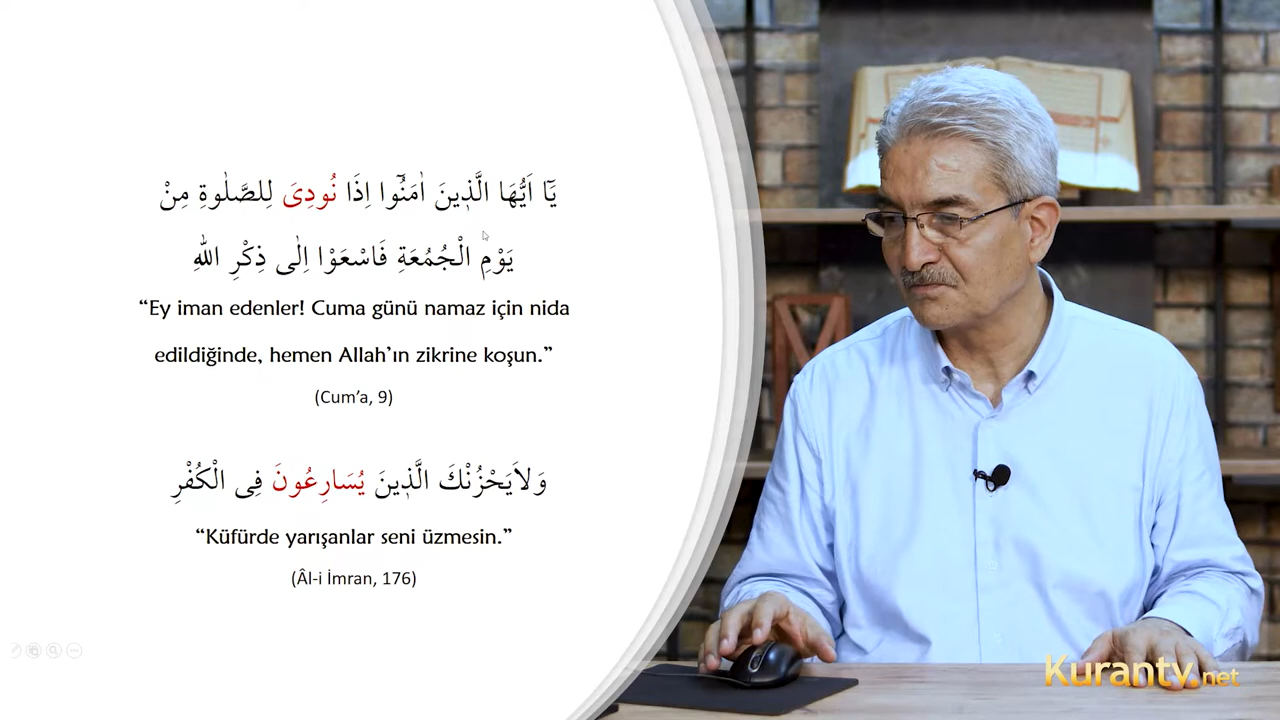 يَٓا اَيُّهَا الَّذ۪ينَ اٰمَنُٓوا اِذَا نُودِىَ لِلصَّلٰوةِ مِنْ
يَوْمِ الْجُمُعَةِ فَاسْعَوْا اِلٰى ذِكْرِ اللّٰهِ
“Ey iman edenler! Cuma günü namaz için nida
edildiğinde, hemen Allah’ın zikrine koşun.”
(Cum’a, 9)
وَلاَيَحْزُنْكَ الَّذ۪ينَ يُسَارِعُونَ فِى الْكُفْرِ
“Küfürde yarışanlar seni üzmesin.”
(Âl-i İmran, 176)
Kurantv.net